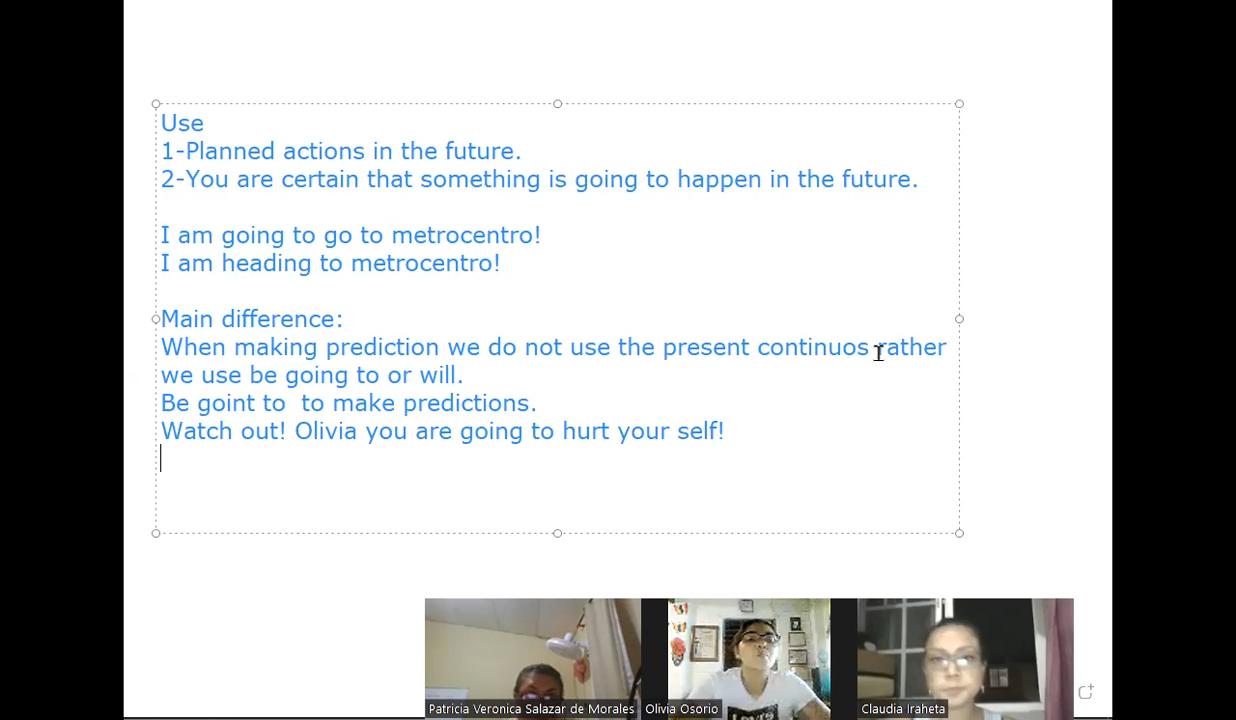 Use
1-Planned actions in the future.
2-You are certain that something is going to happen in the future.
I am going to go to metrocentro!
I am heading to metrocentro!
Main difference:
When making prediction we do not use the present continuos rather
we use be going to or will.
Be goint to  to make predictions.
Watch out! Olivia you are going to hurt your self!
Patricia Veronica Salazar de Morales
Olivia Osorio
Claudia Iraheta